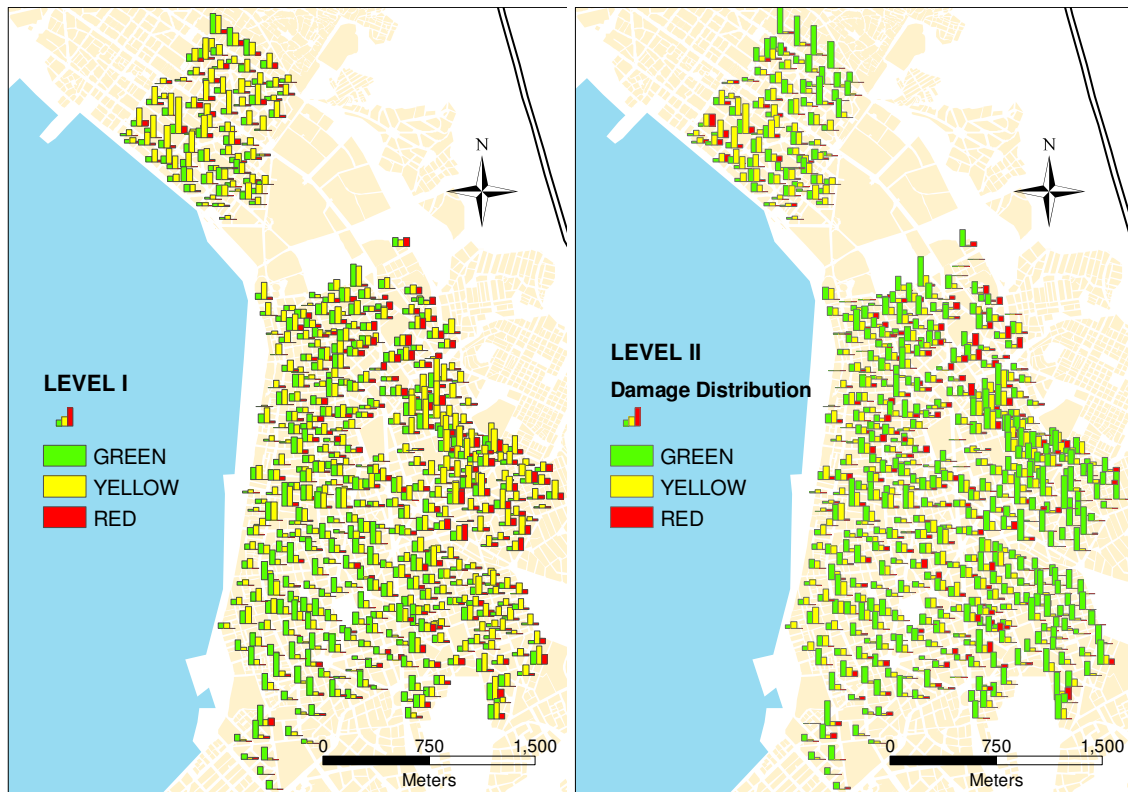 N
LEVEL I
GREEN
YELLOW
RED
0 750 1,500
Meters
N
LEVEL II
Damage Distribution
GREEN
YELLOW
RED
0 750 1,500
Meters